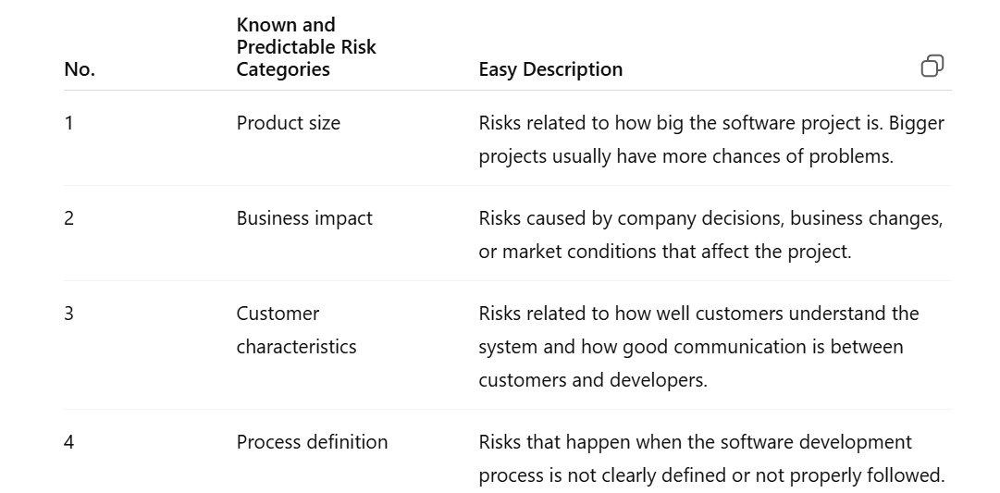 No.
Known and
Predictable Risk
Categories
Easy Description
1
Product size
Risks related to how big the software project is. Bigger
projects usually have more chances of problems.
2
Business impact
Risks caused by company decisions, business changes,
or market conditions that affect the project.
3
Customer
characteristics
Risks related to how well customers understand the
system and how good communication is between
customers and developers.
4
Process definition
Risks that happen when the software development
process is not clearly defined or not properly followed.